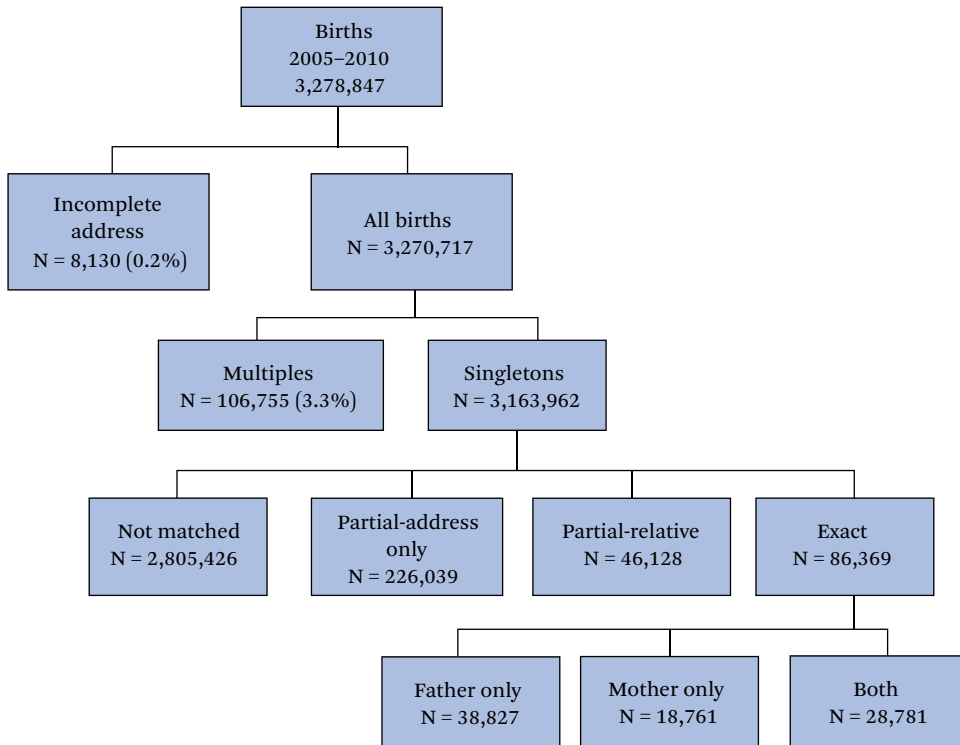 Births
2005–2010
3,278,847
Incomplete
address
N = 8,130 (0.2%)
All births
N = 3,270,717
Multiples
N = 106,755 (3.3%)
Singletons
N = 3,163,962
Not matched
N = 2,805,426
Partial-address
only
N = 226,039
Partial-relative
N = 46,128
Exact
N = 86,369
Father only
N = 38,827
Mother only
N = 18,761
Both
N = 28,781